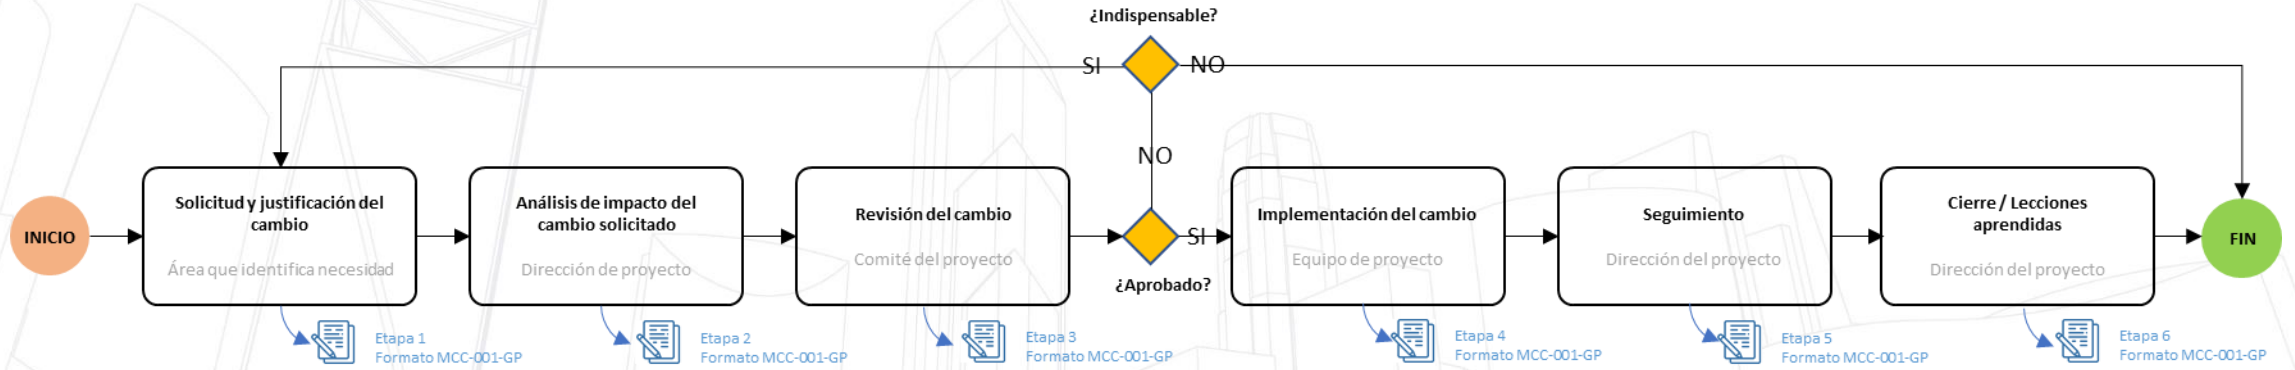 ¿Indispensable?
SI
NO
NO
INICIO
Solicitud y justificación del
cambio
Área que identifica necesidad
Análisis de impacto del
cambio solicitado
Dirección de proyecto
Revisión del cambio
Comité del proyecto
¿Aprobado?
SI
Implementación del cambio
Equipo de proyecto
Seguimiento
Dirección del proyecto
Cierre / Lecciones
aprendidas
Dirección del proyecto
FIN
Etapa 1
Formato MCC-001-GP
Etapa 2
Formato MCC-001-GP
Etapa 3
Formato MCC-001-GP
Etapa 4
Formato MCC-001-GP
Etapa 5
Formato MCC-001-GP
Etapa 6
Formato MCC-001-GP